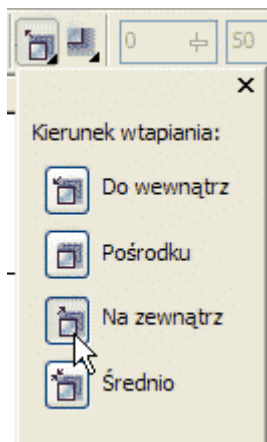 0 50
Kierunek wtapiania:
Do wewnątrz
Pośrodku
Na zewnątrz
Średnio